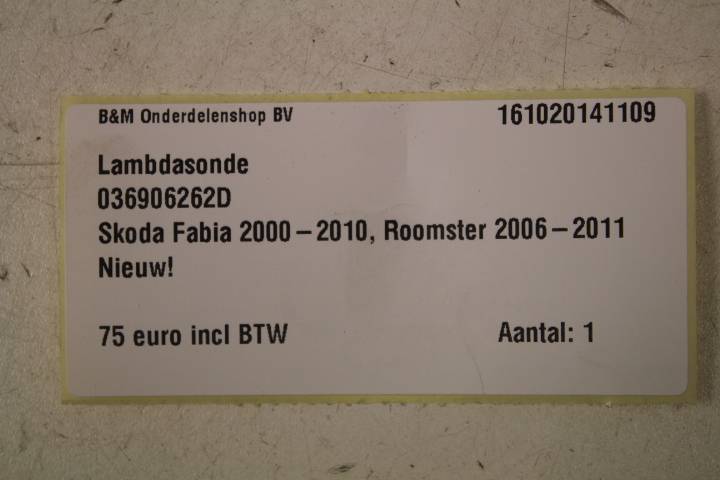 B&M Onderdelenshop BV 161020141109
Lambdasonde
036906262D
Skoda Fabia 2000-2010, Roomster 2006-2011
Nieuw!
75 euro incl BTW Aantal: 1